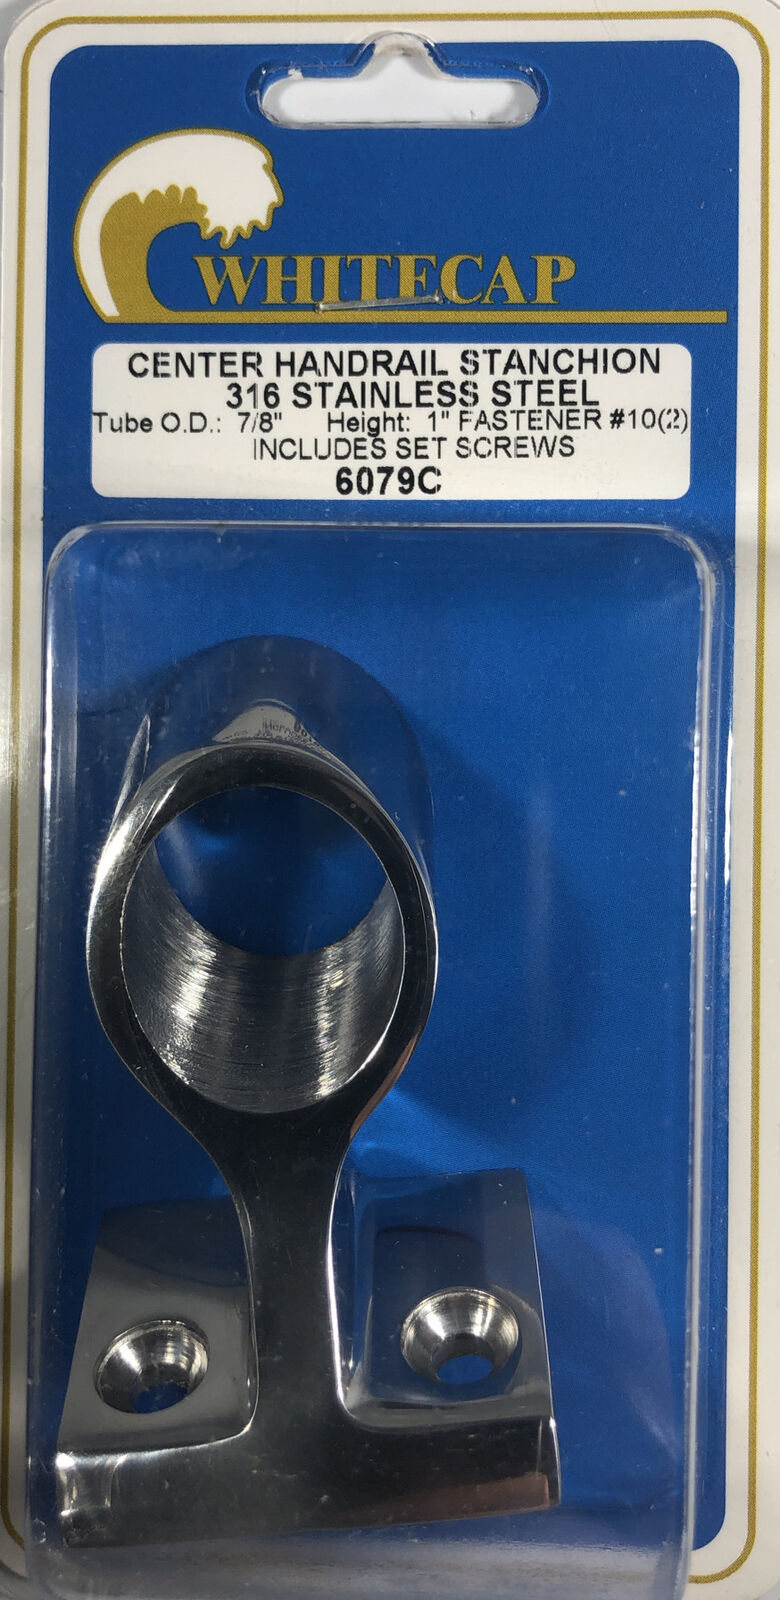 WHITECAP
CENTER HANDRAIL STANCHION
316 STAINLESS STEEL
Tube O.D.: 7/8" Height: 1" FASTENER #10(2)
INCLUDES SET SCREWS
6079C